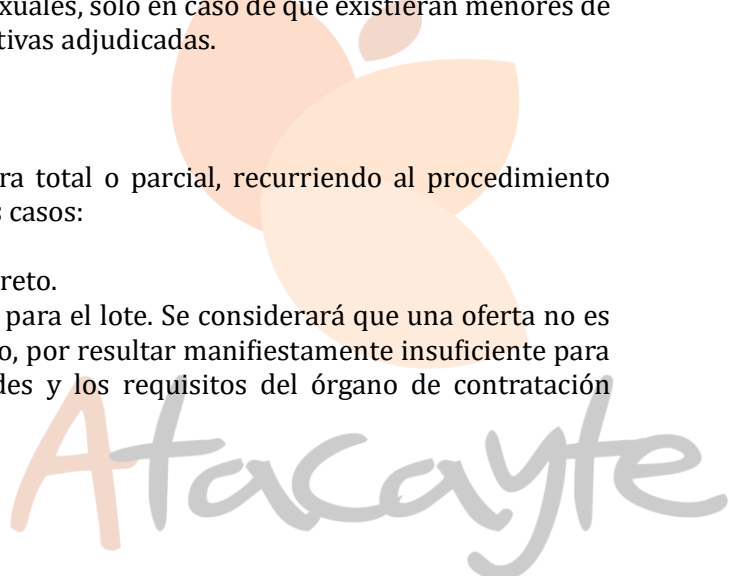 xuales, sólo en caso de que existieran menores de
tivas adjudicadas.
ra total o parcial, recurriendo al procedimiento
s casos:
reto.
para el lote. Se considerará que una oferta no es
o, por resultar manifiestamente insuficiente para
des y los requisitos del órgano de contratación
Atacayte